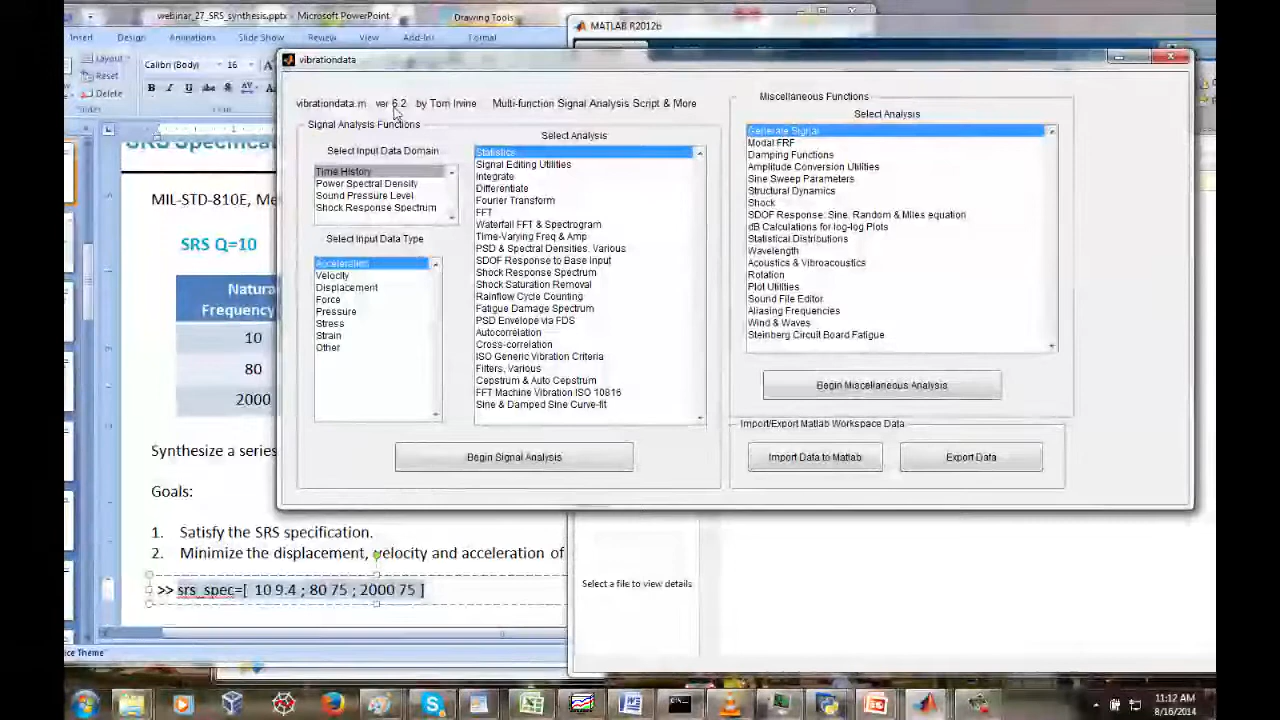 webinar_27_SRS_synthesis.pptx - Microsoft PowerPoint
Drawing Tools
MATLAB R2012b
Insert
Design
Animations
Slide Show
Review
View
Add-Ins
Format
Layout
Reset
Calibri (Body)
16
vibrationdata
vibrationdata.m ver 6.2 by Tom Irvine Multi-function Signal Analysis Script & More
Signal Analysis Functions
Select Input Data Domain
Time History
Power Spectral Density
Sound Pressure Level
Shock Response Spectrum
Select Input Data Type
Acceleration
Velocity
Displacement
Force
Pressure
Stress
Strain
Other
Select Analysis
Statistics
Signal Editing Utilities
Integrate
Differentiate
Fourier Transform
FFT
Waterfall FFT & Spectrogram
Time-Varying Freq & Amp
PSD & Spectral Densities, Various
SDOF Response to Base Input
Shock Response Spectrum
Shock Saturation Removal
Rainflow Cycle Counting
Fatigue Damage Spectrum
PSD Envelope via FDS
Autocorrelation
Cross-correlation
ISO Generic Vibration Criteria
Filters, Various
Cepstrum & Auto Cepstrum
FFT Machine Vibration ISO 10816
Sine & Damped Sine Curve-fit
Begin Signal Analysis
Miscellaneous Functions
Select Analysis
Generate Signal
Modal FRF
Damping Functions
Amplitude Conversion Utilities
Sine Sweep Parameters
Structural Dynamics
Shock
SDOF Response: Sine, Random & Miles equation
dB Calculations for log-log Plots
Statistical Distributions
Wavelength
Acoustics & Vibroacoustics
Rotation
Plot Utilities
Sound File Editor
Aliasing Frequencies
Wind & Waves
Steinberg Circuit Board Fatigue
Begin Miscellaneous Analysis
Import/Export Matlab Workspace Data
Import Data to Matlab
Export Data
SRS Specificat
MIL-STD-810E, Me
SRS Q=10
Natura
Frequency
10
80
2000
Synthesize a series
Goals:
1. Satisfy the SRS specification.
2. Minimize the displacement, velocity and acceleration of
>> srs_spec=[ 10 9.4 ; 80 75 ; 2000 75 ]
Select a file to view details
ice Theme"
11:12 AM
8/16/2014